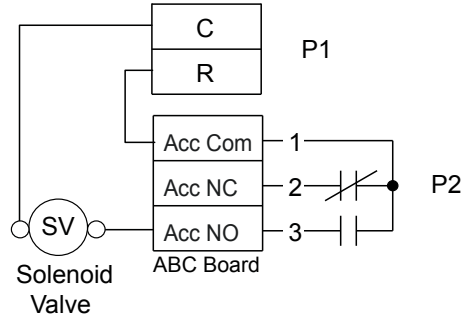 C
P1
R
Acc Com 1
Acc NC 2
P2
SV
Acc NO 3
ABC Board
Solenoid
Valve